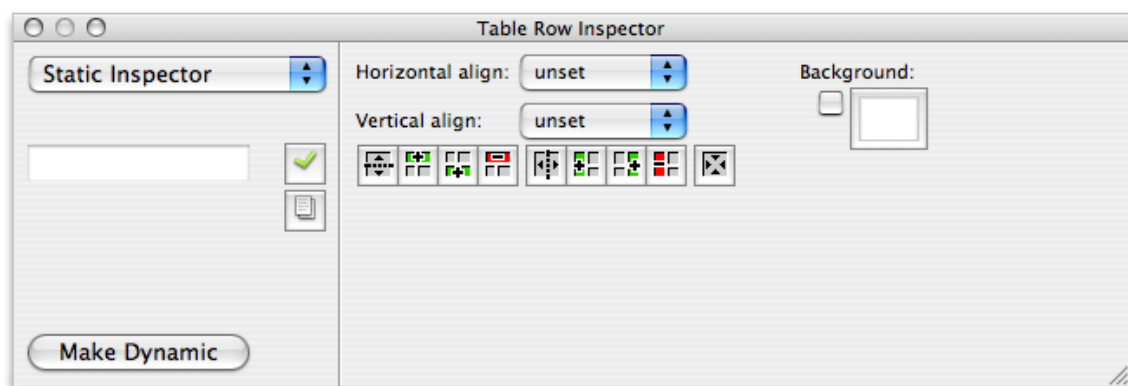 Table Row Inspector
Static Inspector
Horizontal align: unset
Background:
Vertical align: unset
Make Dynamic